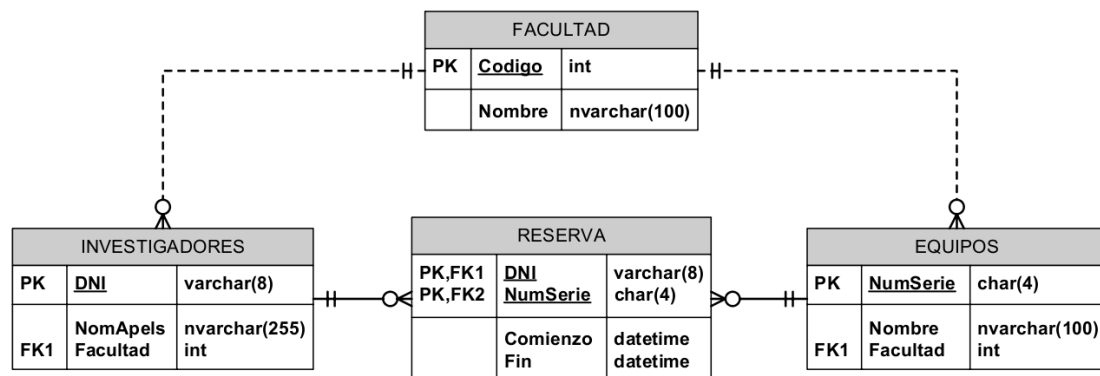 FACULTAD
PK Codigo int
Nombre nvarchar(100)
INVESTIGADORES
PK DNI varchar(8)
NomApels nvarchar(255)
FK1 Facultad int
RESERVA
PK,FK1 DNI varchar(8)
PK,FK2 NumSerie char(4)
Comienzo datetime
Fin datetime
EQUIPOS
PK NumSerie char(4)
Nombre nvarchar(100)
FK1 Facultad int